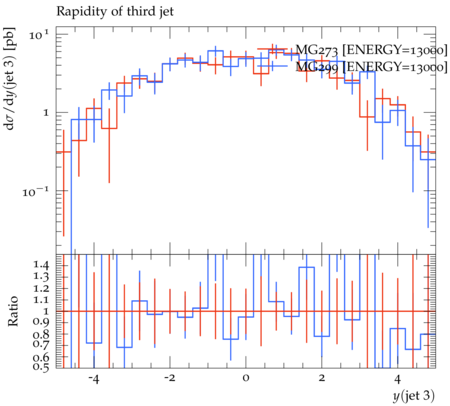 Rapidity of third jet
dσ/dy(jet 3) [pb]
10¹
1
10⁻¹
MG273 [ENERGY=13000]
MG299 [ENERGY=13000]
Ratio
1.4
1.3
1.2
1.1
1
0.9
0.8
0.7
0.6
0.5
-4 -2 0 2 4
y(jet 3)